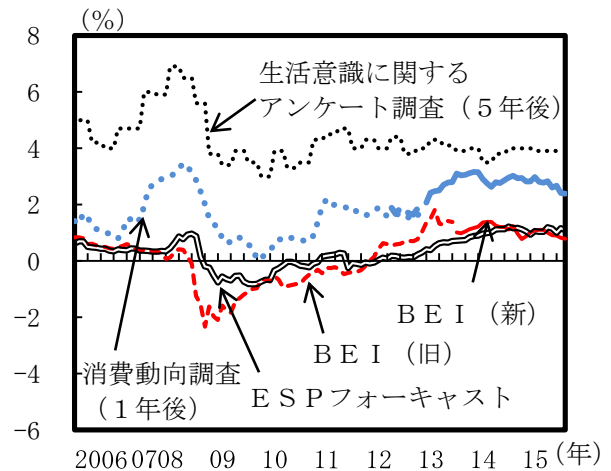 (%)
8
6
4
2
0
-2
-4
-6
生活意識に関する
アンケート調査（５年後）
ＢＥＩ（新）
ＢＥＩ（旧）
ＥＳＰフォーキャスト
消費動向調査
（１年後）
2006 07 08 09 10 11 12 13 14 15 (年)